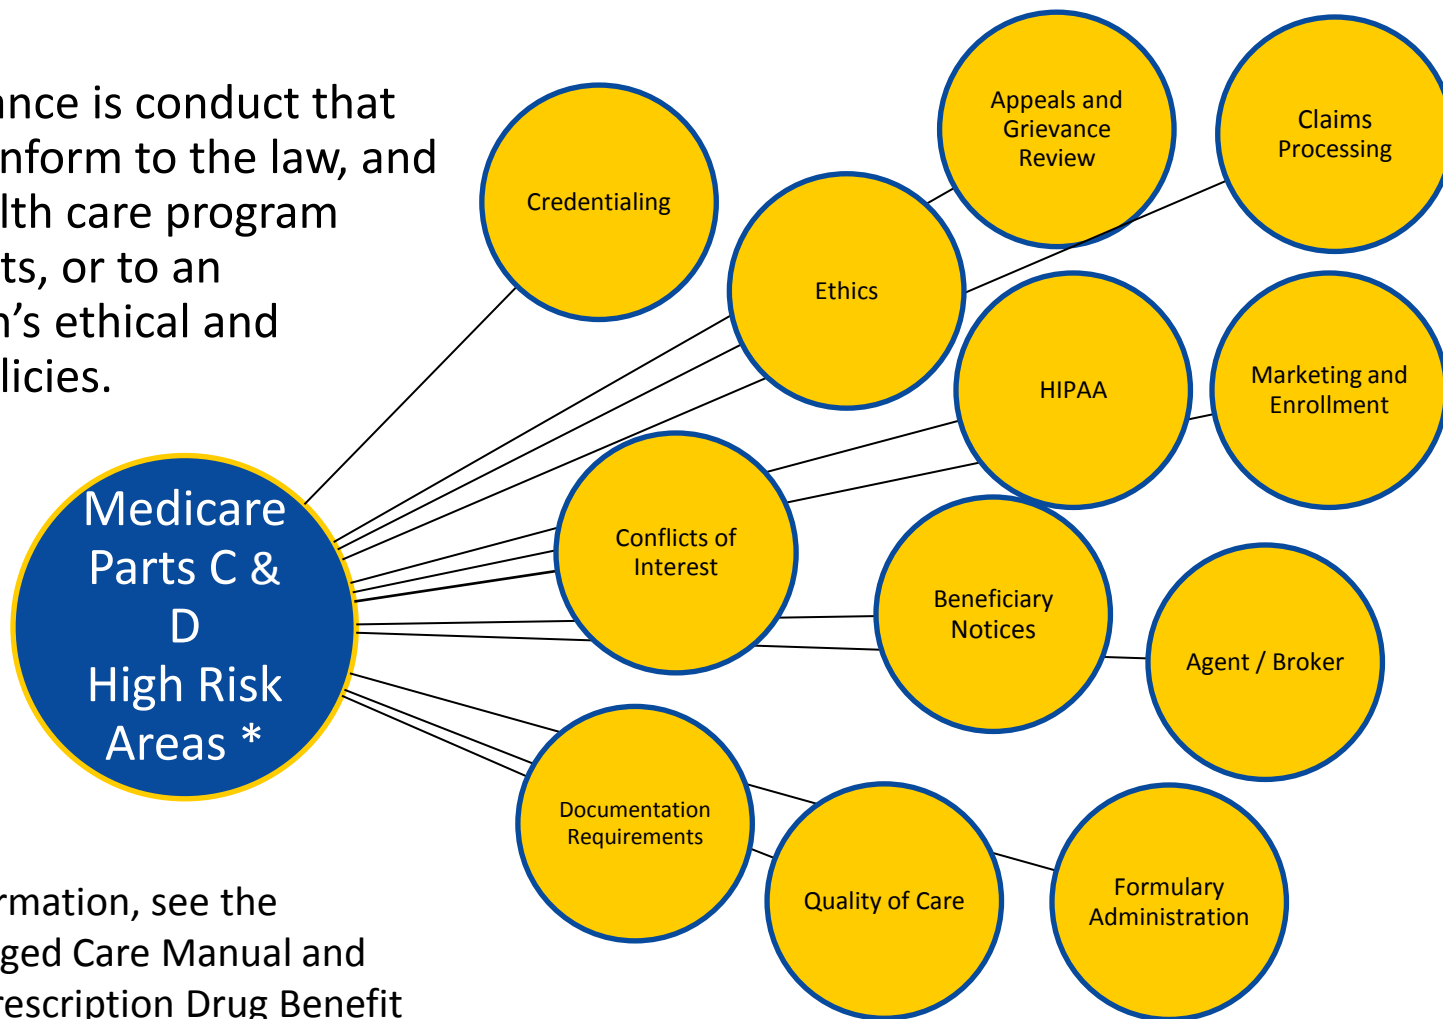 ance is conduct that
nform to the law, and
lth care program
ts, or to an
n’s ethical and
licies.
Credentialing
Appeals and
Grievance
Review
Claims
Processing
Ethics
HIPAA
Marketing and
Enrollment
Medicare
Parts C &
D
High Risk
Areas *
Conflicts of
Interest
Beneficiary
Notices
Agent / Broker
Documentation
Requirements
Quality of Care
Formulary
Administration
rmation, see the
ged Care Manual and
rescription Drug Benefit